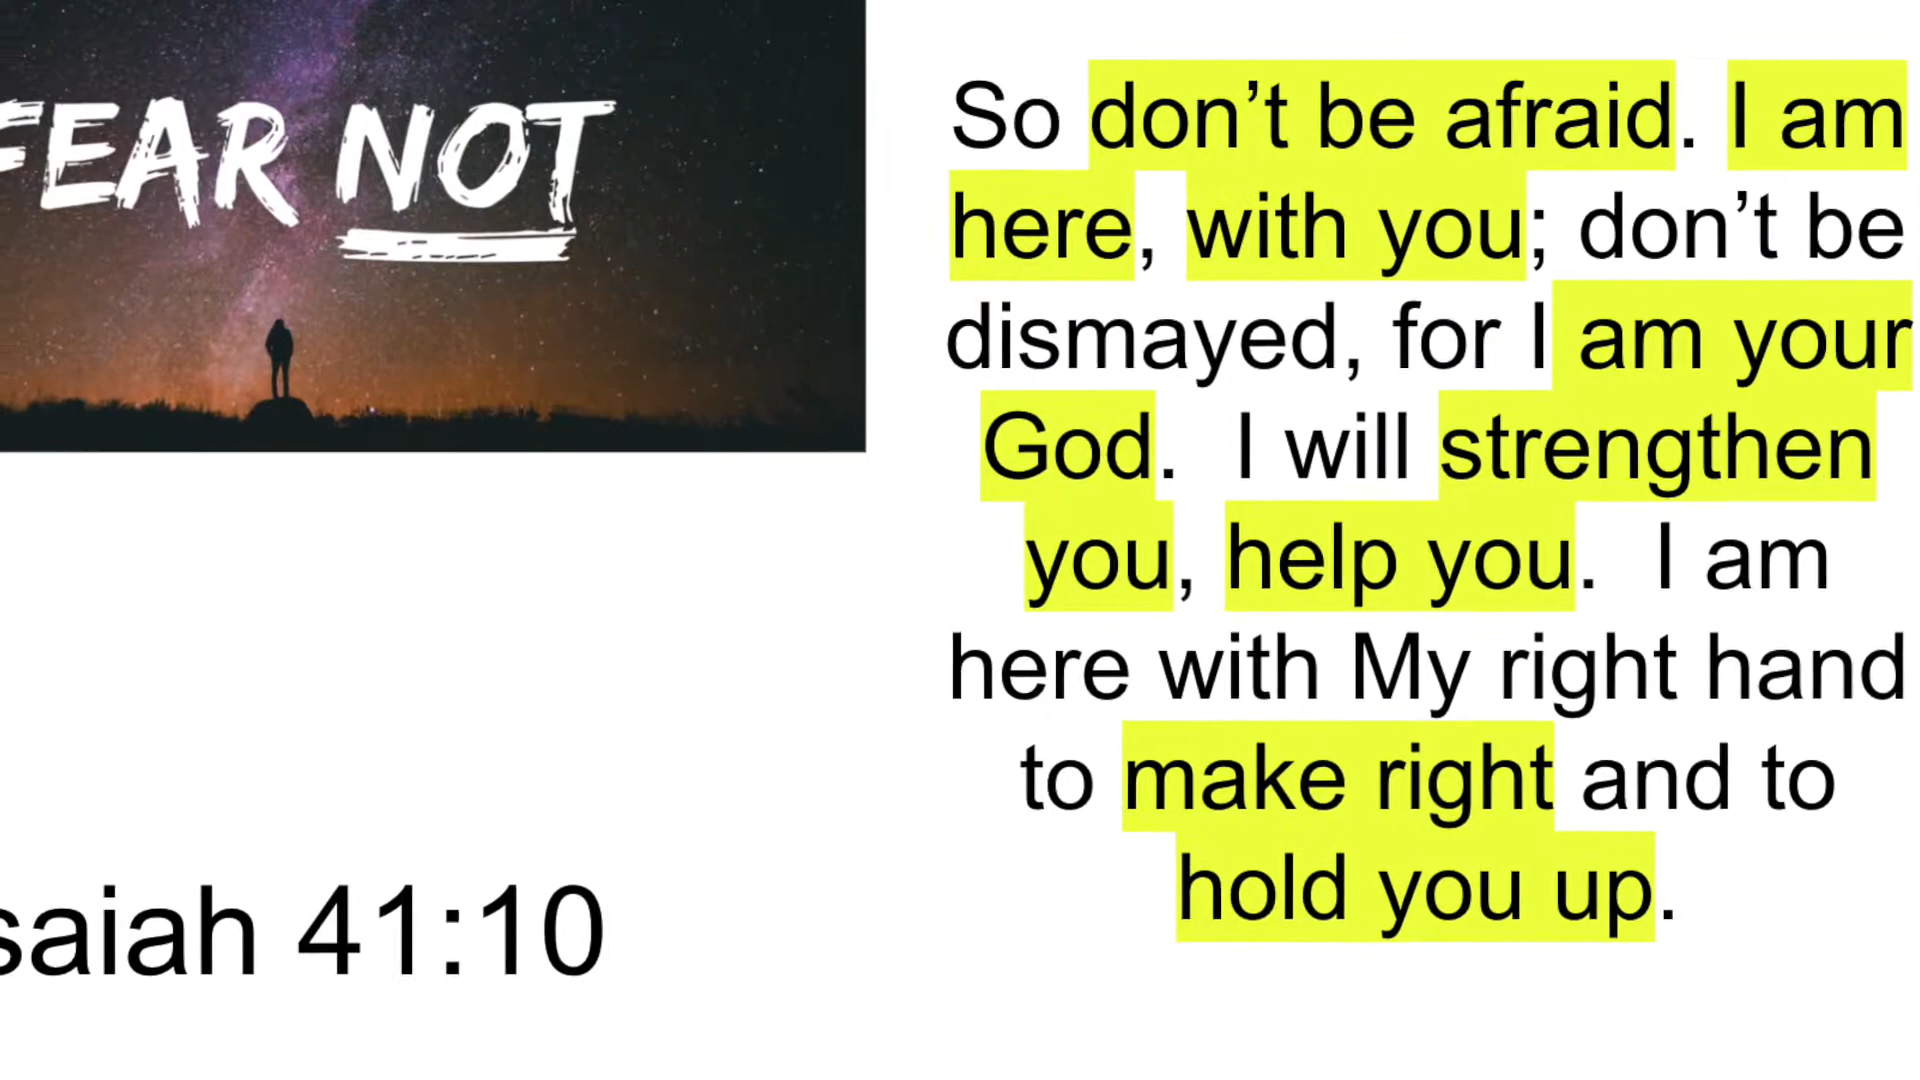 FEAR NOT
So don’t be afraid. I am
here, with you; don’t be
dismayed, for I am your
God.  I will strengthen
you, help you.  I am
here with My right hand
to make right and to
hold you up.
saiah 41:10